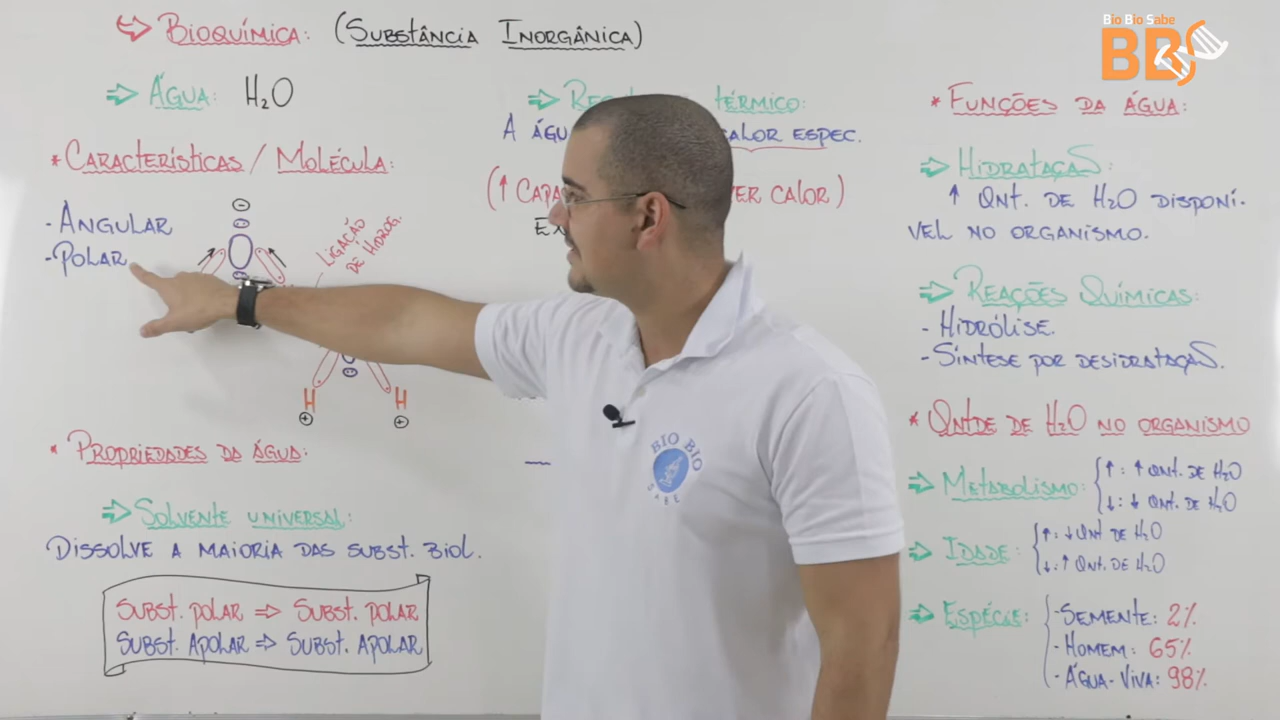 Bioquímica: (Substância Inorgânica)
Água: H₂O
* Características / Molécula:
- Angular
- Polar
Ligação
de Hidrog.
H H
* Propriedades da Água:
Solvente universal:
Dissolve a maioria das subst. biol.
Subst. polar ⇒ Subst. polar
Subst. apolar ⇒ Subst. apolar
térmico:
A
espec.
(↑
calor)
Bio Bio Sabe
BBS
* Funções da água:
Hidratação:
↑ Qnt. de H₂O disponí-
vel no organismo.
Reações Químicas:
- Hidrólise.
- Síntese por desidratação.
* Qntde de H₂O no organismo
Metabolismo: ↑: ↑ Qnt. de H₂O
↓: ↓ Qnt. de H₂O
Idade: ↑: ↓ Qnt de H₂O
↓: ↑ Qnt. de H₂O
Espécie: - Semente: 2%
- Homem: 65%
- Água-Viva: 98%
BIO BIO
SABE